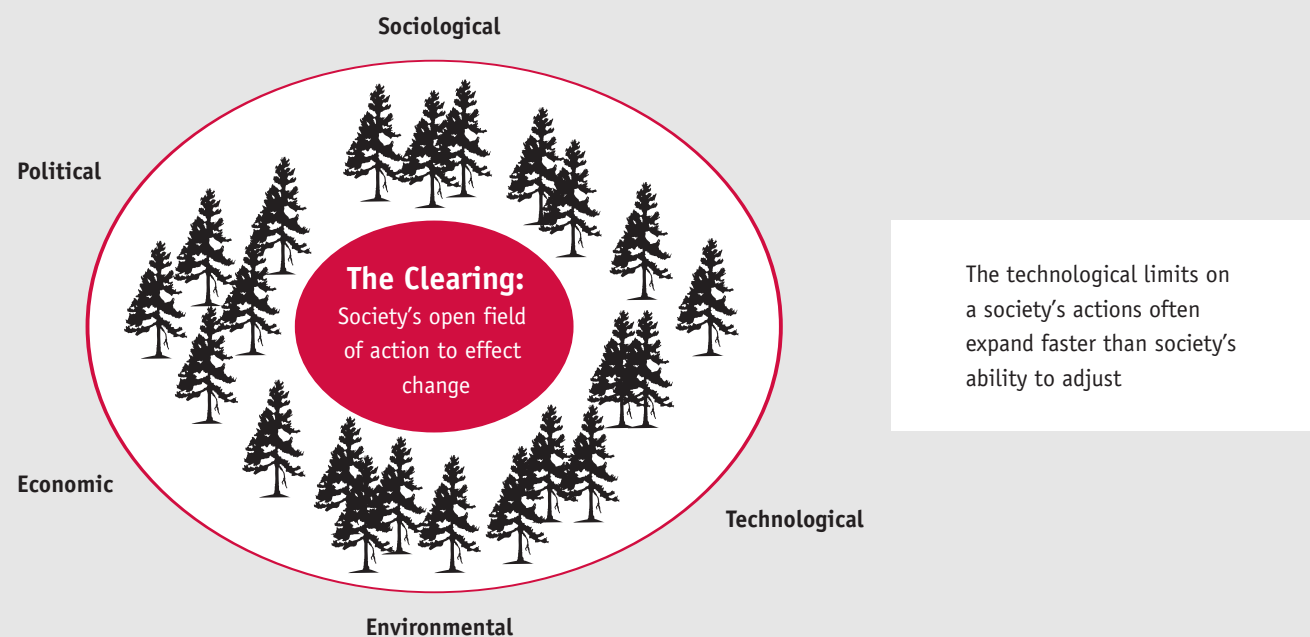 Sociological
Political
The Clearing:
Society’s open field
of action to effect
change
The technological limits on
a society’s actions often
expand faster than society’s
ability to adjust
Economic
Technological
Environmental